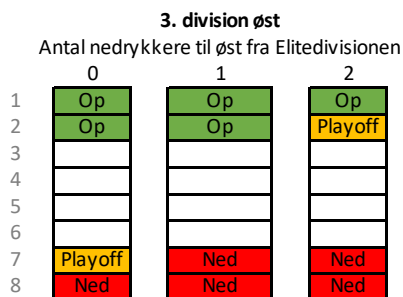 3. division øst
Antal nedrykkere til øst fra Elitedivisionen
0 1 2
1 Op Op Op
2 Op Op Playoff
3
4
5
6
7 Playoff Ned Ned
8 Ned Ned Ned